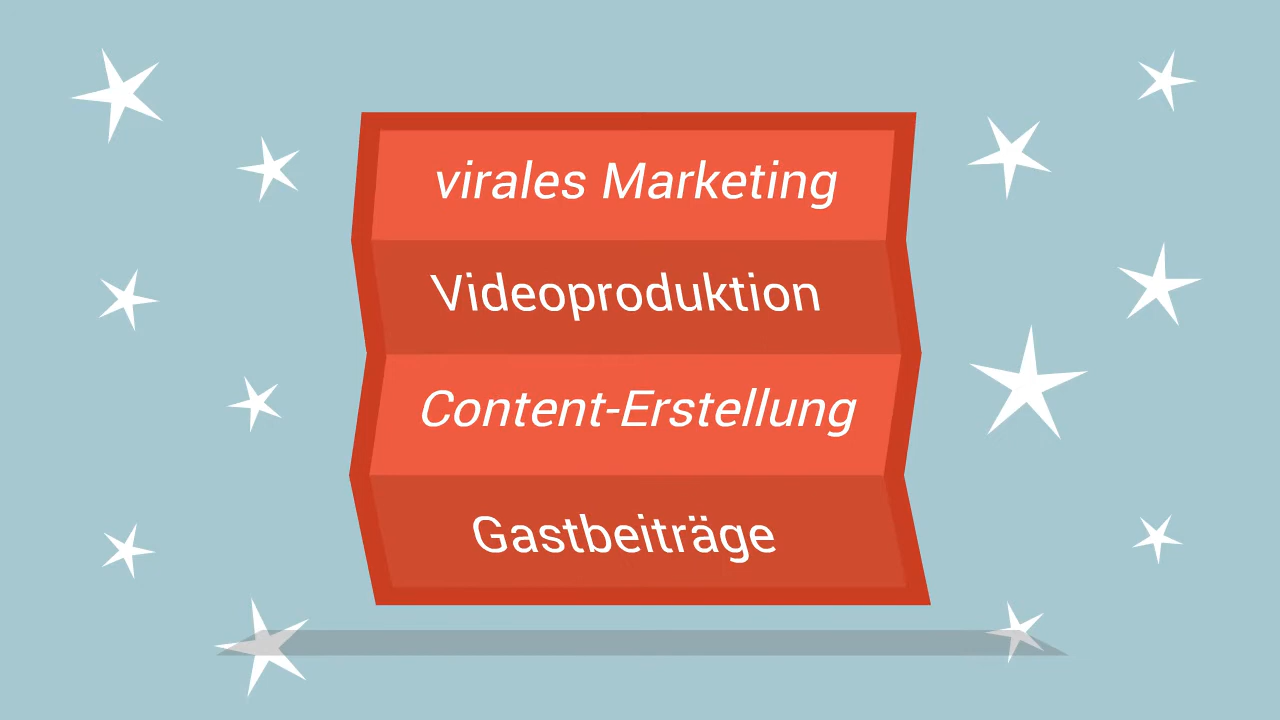 virales Marketing
Videoproduktion
Content-Erstellung
Gastbeiträge